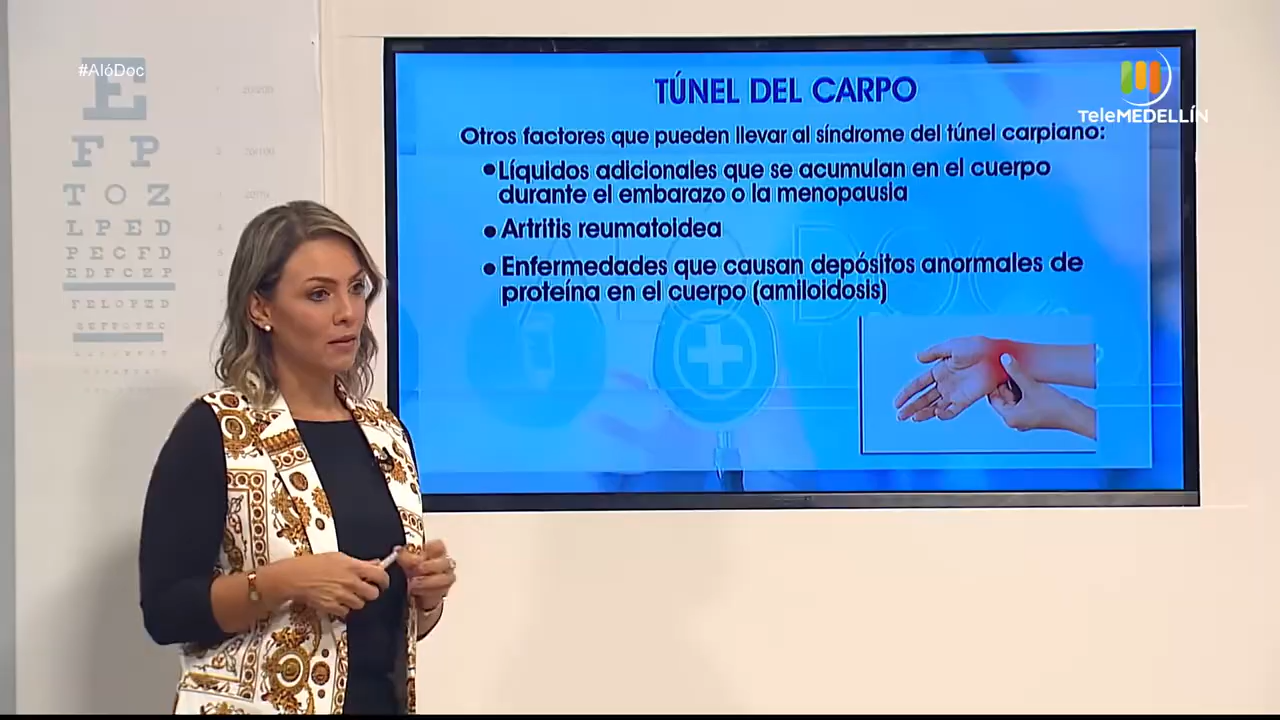 #AlóDoc
E
F P
T O Z
L P E D
P E C F D
E D F C Z P
F E L O P Z D
TÚNEL DEL CARPO
TeleMEDELLÍN
Otros factores que pueden llevar al síndrome del túnel carpiano:
• Líquidos adicionales que se acumulan en el cuerpo
durante el embarazo o la menopausia
• Artritis reumatoidea
• Enfermedades que causan depósitos anormales de
proteína en el cuerpo (amiloidosis)
ALÓ DOC